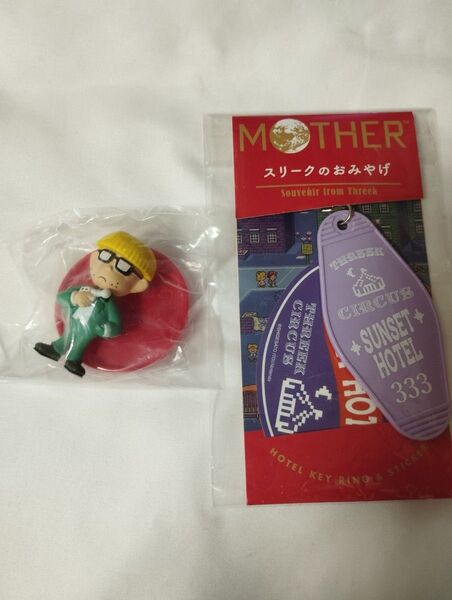 MOTHER
スリークのおみやげ
Souvenir from Threek
THREEK
CIRCUS
SUNSET
HOTEL
333
THREEK
CIRCUS
HOTEL KEY RING & STICKER